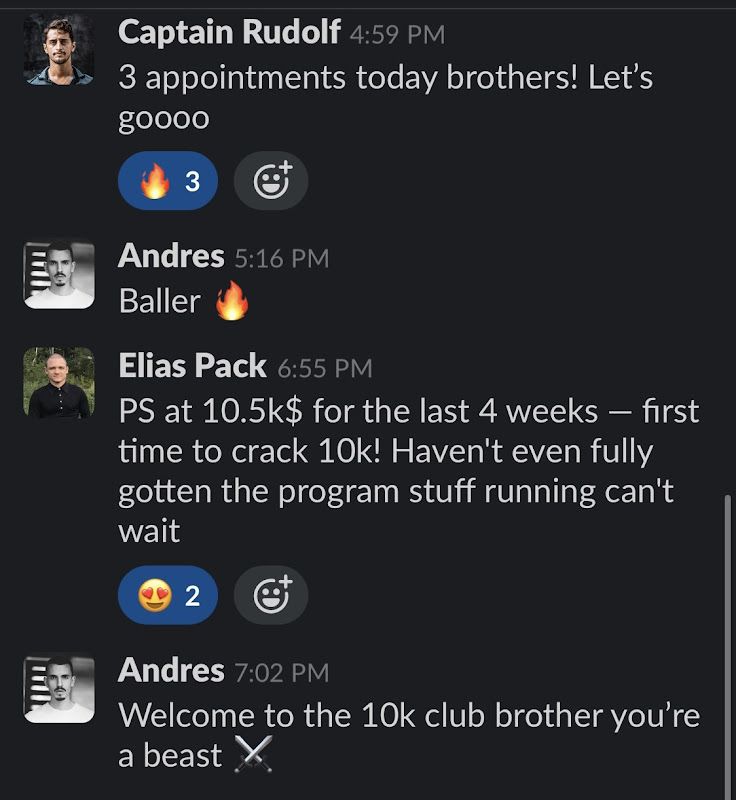 Captain Rudolf 4:59 PM
3 appointments today brothers! Let’s
goooo
🔥 3
Andres 5:16 PM
Baller 🔥
Elias Pack 6:55 PM
PS at 10.5k$ for the last 4 weeks — first
time to crack 10k! Haven't even fully
gotten the program stuff running can't
wait
😍 2
Andres 7:02 PM
Welcome to the 10k club brother you’re
a beast ⚔️